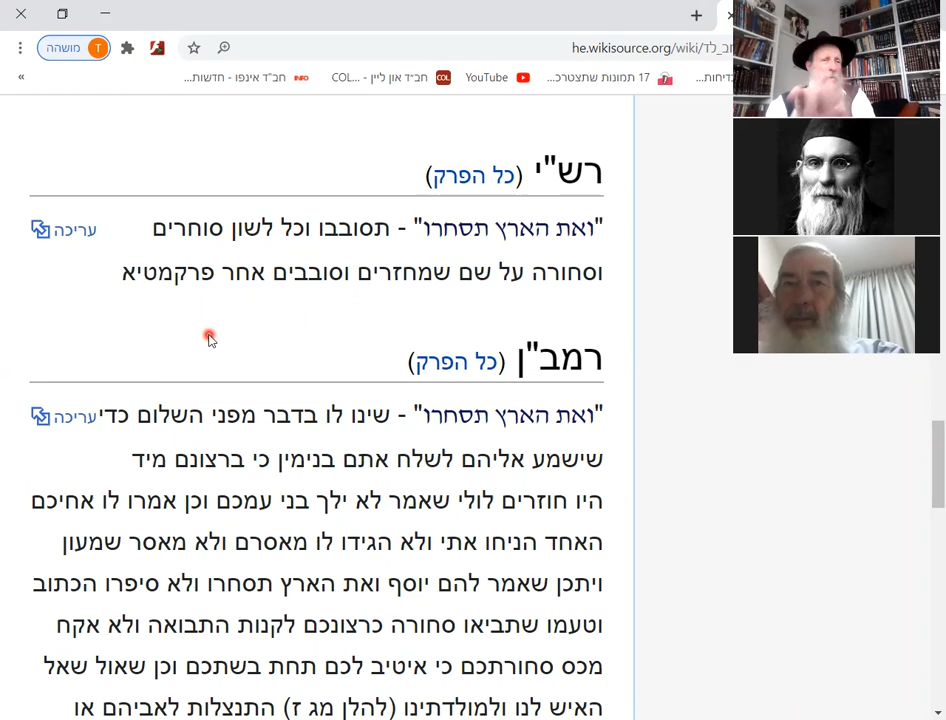 he.wikisource.org/wiki/
ב_לד
מושהה
T
17 תמונות שתצטרכ...
YouTube
חב״ד און ליין - COL...
COL
חב״ד אינפו - חדשות...
INFO
«
רש"י (כל הפרק)
"ואת הארץ תסחרו" - תסובבו וכל לשון סוחרים
עריכה
וסחורה על שם שמחזרים וסובבים אחר פרקמטיא
רמב"ן (כל הפרק)
"ואת הארץ תסחרו" - שינו לו בדבר מפני השלום כדי
עריכה
שישמע אליהם לשלח אתם בנימין כי ברצונם מיד
היו חוזרים לולי שאמר לא ילך בני עמכם וכן אמרו לו אחיכם
האחד הניחו אתי ולא הגידו לו מאסרם ולא מאסר שמעון
ויתכן שאמר להם יוסף ואת הארץ תסחרו ולא סיפרו הכתוב
וטעמו שתביאו סחורה כרצונכם לקנות התבואה ולא אקח
מכס סחורתכם כי איטיב לכם תחת בשתכם וכן שאול שאל
האיש לנו ולמולדתינו (להלן מג ז) התנצלות לאביהם או